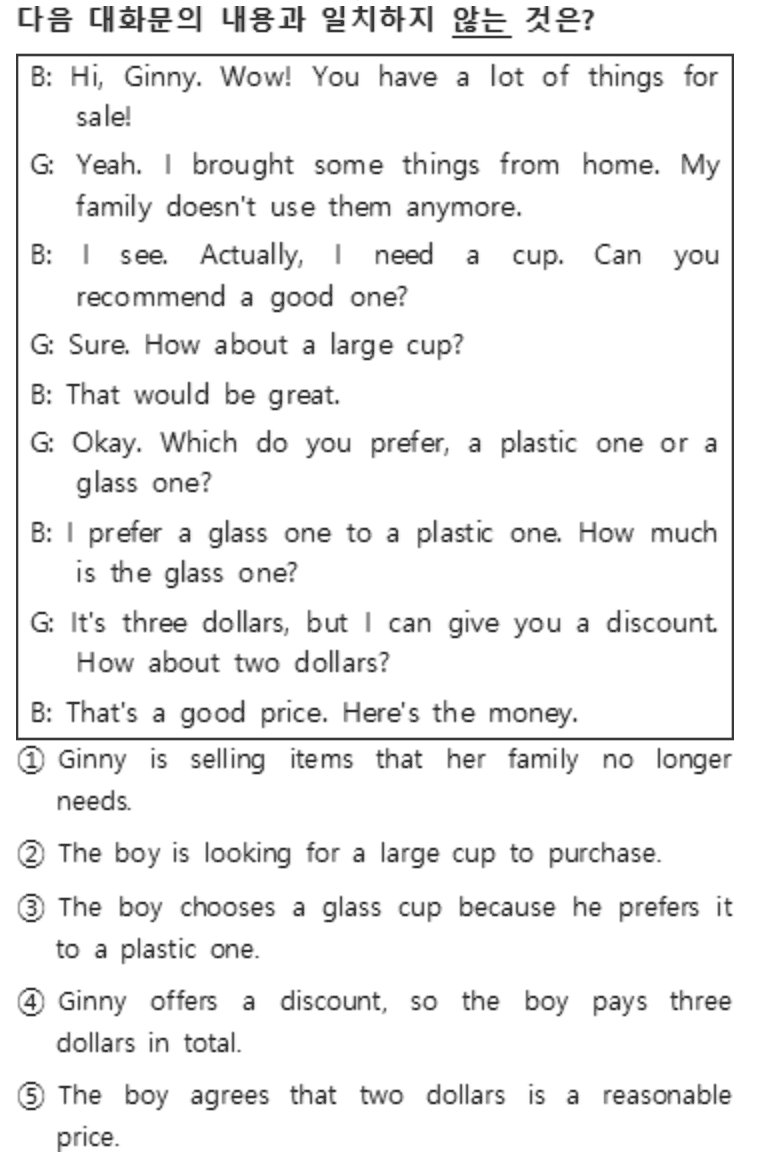 다음 대화문의 내용과 일치하지 않는 것은?
B: Hi, Ginny. Wow! You have a lot of things for
sale!
G: Yeah. I brought some things from home. My
family doesn't use them anymore.
B: I see. Actually, I need a cup. Can you
recommend a good one?
G: Sure. How about a large cup?
B: That would be great.
G: Okay. Which do you prefer, a plastic one or a
glass one?
B: I prefer a glass one to a plastic one. How much
is the glass one?
G: It's three dollars, but I can give you a discount.
How about two dollars?
B: That's a good price. Here's the money.
① Ginny is selling items that her family no longer
needs.
② The boy is looking for a large cup to purchase.
③ The boy chooses a glass cup because he prefers it
to a plastic one.
④ Ginny offers a discount, so the boy pays three
dollars in total.
⑤ The boy agrees that two dollars is a reasonable
price.